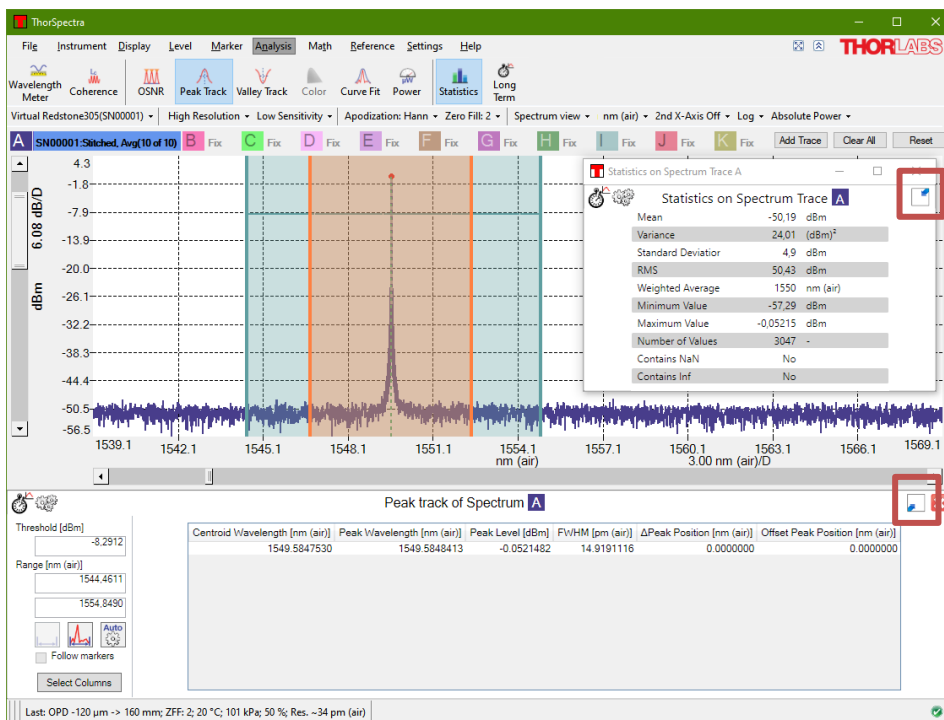 ThorSpectra
File Instrument Display Level Marker Analysis Math Reference Settings Help
THORLABS
Wavelength Meter Coherence OSNR Peak Track Valley Track Color Curve Fit Power Statistics Long Term
Virtual Redstone305(SN00001) High Resolution Low Sensitivity Apodization: Hann Zero Fill: 2 Spectrum view nm (air) 2nd X-Axis Off Log Absolute Power
A SN00001:Stitched, Avg(10 of 10) B Fix C Fix D Fix E Fix F Fix G Fix H Fix I Fix J Fix K Fix Add Trace Clear All Reset
6.08 dB/D
dBm
4.3
-1.8
-7.9
-13.9
-20.0
-26.1
-32.2
-38.3
-44.4
-50.5
-56.5
1539.1 1542.1 1545.1 1548.1 1551.1 1554.1 1557.1 1560.1 1563.1 1566.1 1569.1
nm (air) 3.00 nm (air)/D
Statistics on Spectrum Trace A
Statistics on Spectrum Trace A
Mean -50,19 dBm
Variance 24,01 (dBm)²
Standard Deviatior 4,9 dBm
RMS 50,43 dBm
Weighted Average 1550 nm (air)
Minimum Value -57,29 dBm
Maximum Value -0,05215 dBm
Number of Values 3047 -
Contains NaN No
Contains Inf No
Peak track of Spectrum A
Threshold [dBm]
-8,2912
Range [nm (air)]
1544,4611
1554,8490
Auto
Follow markers
Select Columns
Centroid Wavelength [nm (air)] Peak Wavelength [nm (air)] Peak Level [dBm] FWHM [pm (air)] ΔPeak Position [nm (air)] Offset Peak Position [nm (air)]
1549.5847530 1549.5848413 -0.0521482 14.9191116 0.0000000 0.0000000
Last: OPD -120 µm -> 160 mm; ZFF: 2; 20 °C; 101 kPa; 50 %; Res. ~34 pm (air)